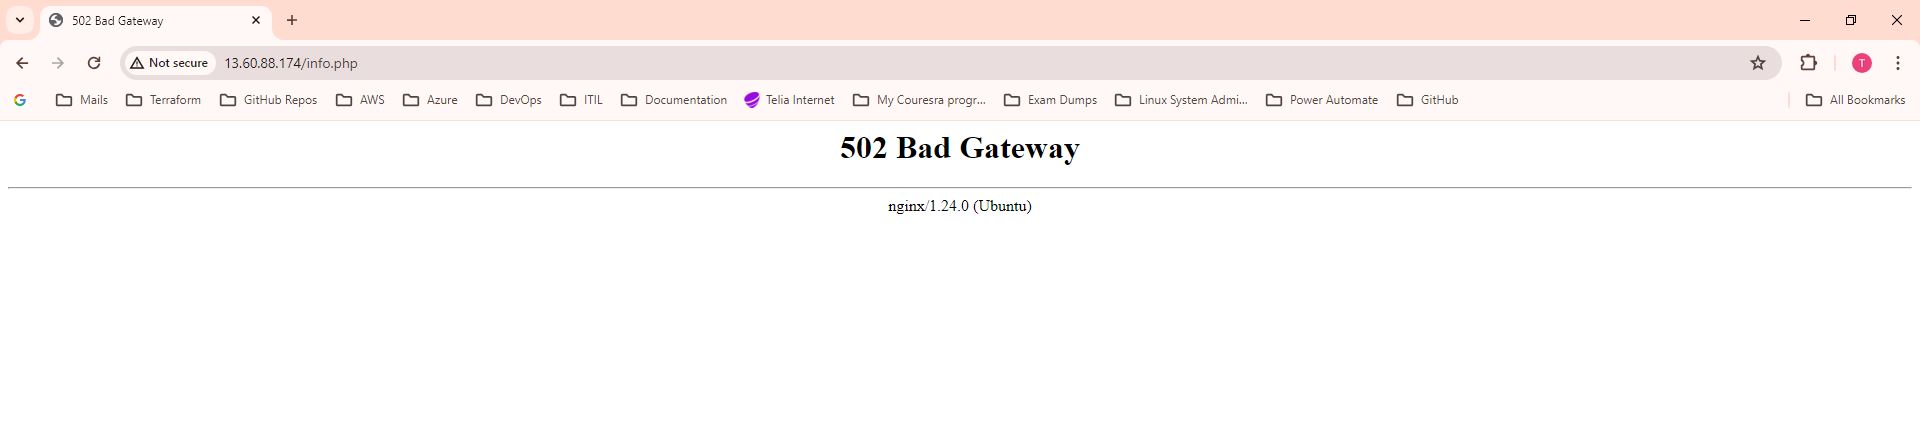 502 Bad Gateway
Not secure 13.60.88.174/info.php T
G Mails Terraform GitHub Repos AWS Azure DevOps ITIL Documentation Telia Internet My Couresra progr... Exam Dumps Linux System Admi... Power Automate GitHub All Bookmarks
502 Bad Gateway
nginx/1.24.0 (Ubuntu)